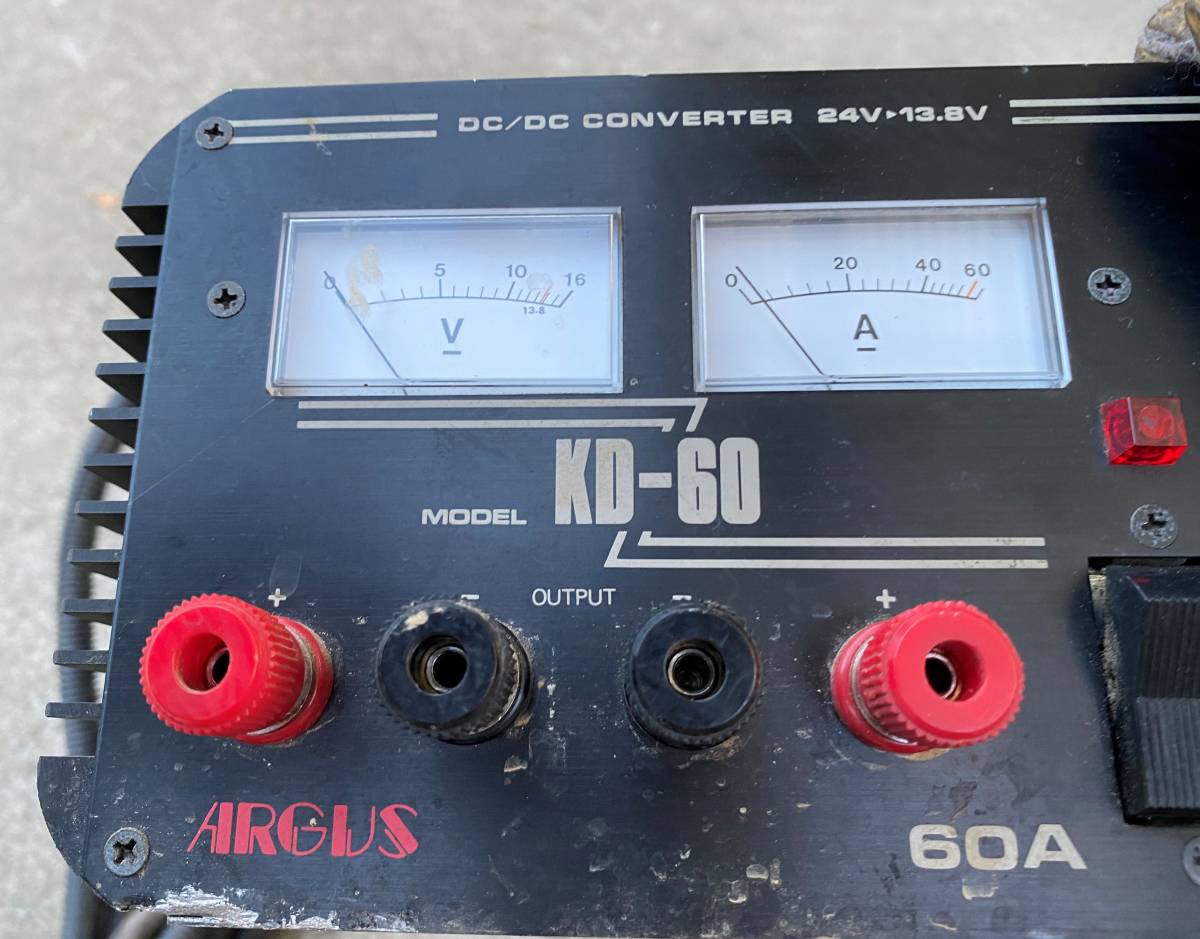 DC/DC CONVERTER 24V▸13.8V
0 5 10 16
13.8
V
0 20 40 60
A
MODEL KD-60
+ - OUTPUT - +
ARGUS
60A